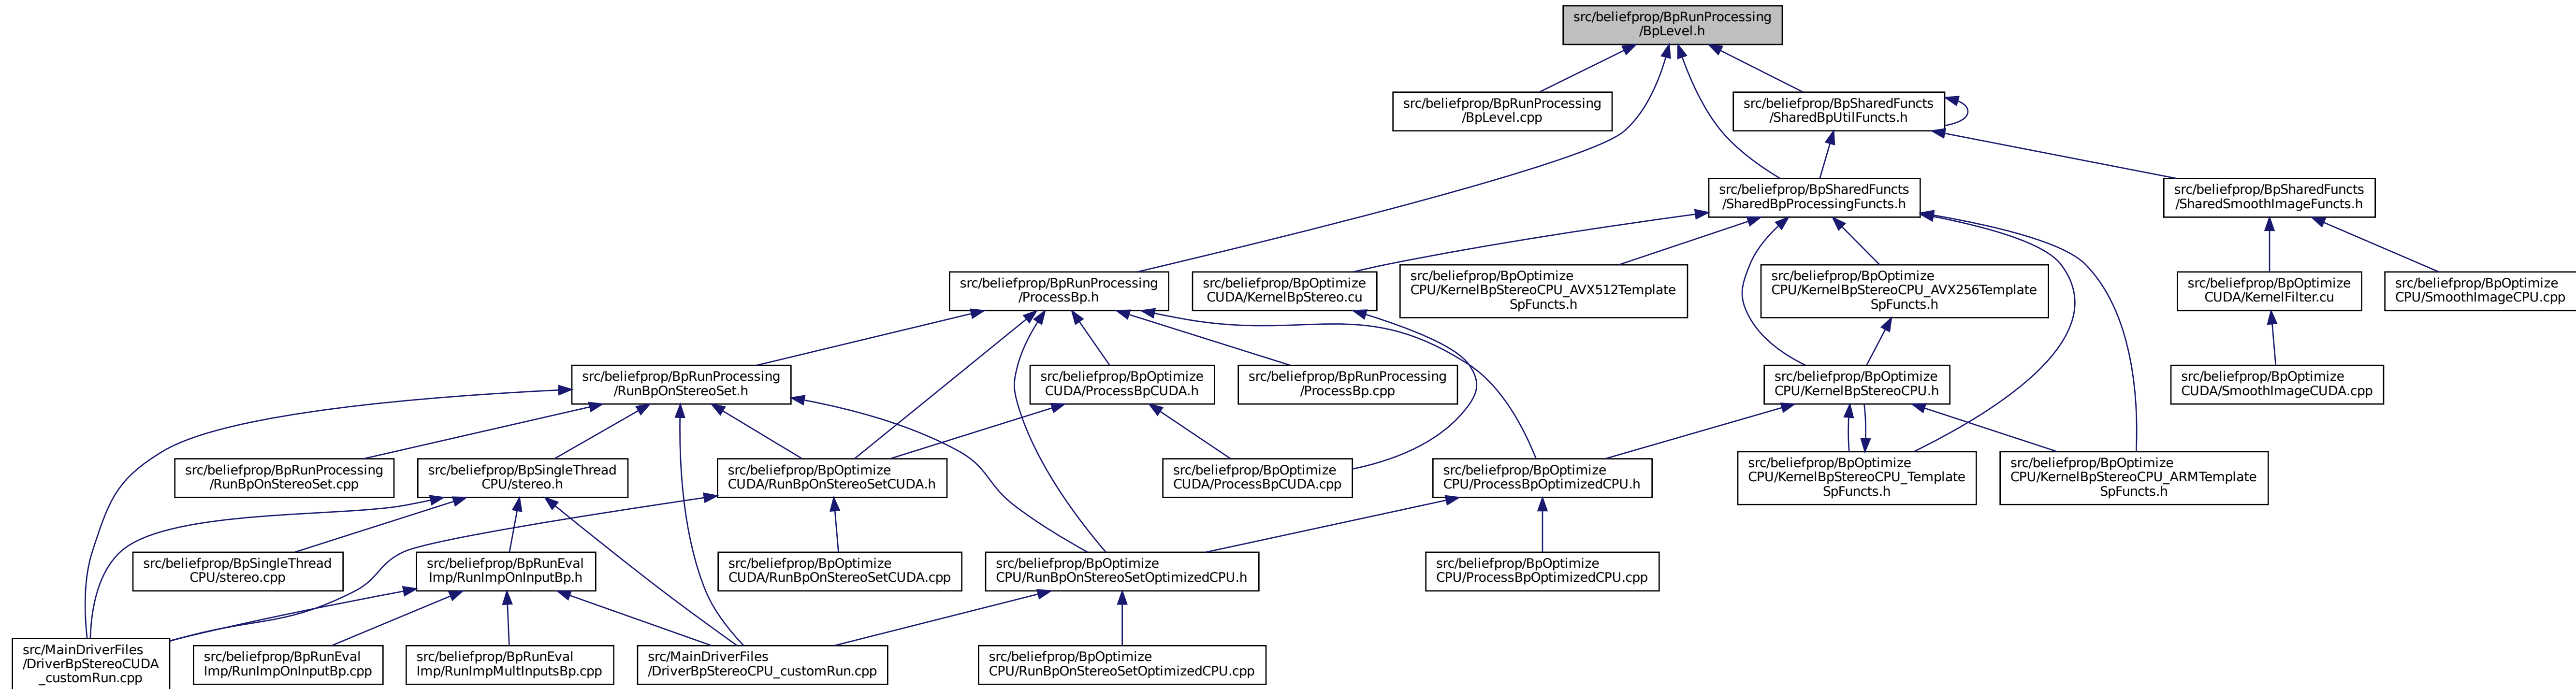 src/beliefprop/BpRunProcessing
/BpLevel.h
src/beliefprop/BpRunProcessing
/BpLevel.cpp
src/beliefprop/BpSharedFuncts
/SharedBpUtilFuncts.h
src/beliefprop/BpSharedFuncts
/SharedBpProcessingFuncts.h
src/beliefprop/BpSharedFuncts
/SharedSmoothImageFuncts.h
src/beliefprop/BpRunProcessing
/ProcessBp.h
src/beliefprop/BpOptimize
CUDA/KernelBpStereo.cu
src/beliefprop/BpOptimize
CPU/KernelBpStereoCPU_AVX512Template
SpFuncts.h
src/beliefprop/BpOptimize
CPU/KernelBpStereoCPU_AVX256Template
SpFuncts.h
src/beliefprop/BpOptimize
CUDA/KernelFilter.cu
src/beliefprop/BpOptimize
CPU/SmoothImageCPU.cpp
src/beliefprop/BpRunProcessing
/RunBpOnStereoSet.h
src/beliefprop/BpOptimize
CUDA/ProcessBpCUDA.h
src/beliefprop/BpRunProcessing
/ProcessBp.cpp
src/beliefprop/BpOptimize
CPU/KernelBpStereoCPU.h
src/beliefprop/BpOptimize
CUDA/SmoothImageCUDA.cpp
src/beliefprop/BpRunProcessing
/RunBpOnStereoSet.cpp
src/beliefprop/BpSingleThread
CPU/stereo.h
src/beliefprop/BpOptimize
CUDA/RunBpOnStereoSetCUDA.h
src/beliefprop/BpOptimize
CUDA/ProcessBpCUDA.cpp
src/beliefprop/BpOptimize
CPU/ProcessBpOptimizedCPU.h
src/beliefprop/BpOptimize
CPU/KernelBpStereoCPU_Template
SpFuncts.h
src/beliefprop/BpOptimize
CPU/KernelBpStereoCPU_ARMTemplate
SpFuncts.h
src/beliefprop/BpSingleThread
CPU/stereo.cpp
src/beliefprop/BpRunEval
Imp/RunImpOnInputBp.h
src/beliefprop/BpOptimize
CUDA/RunBpOnStereoSetCUDA.cpp
src/beliefprop/BpOptimize
CPU/RunBpOnStereoSetOptimizedCPU.h
src/beliefprop/BpOptimize
CPU/ProcessBpOptimizedCPU.cpp
src/MainDriverFiles
/DriverBpStereoCUDA
_customRun.cpp
src/beliefprop/BpRunEval
Imp/RunImpOnInputBp.cpp
src/beliefprop/BpRunEval
Imp/RunImpMultInputsBp.cpp
src/MainDriverFiles
/DriverBpStereoCPU_customRun.cpp
src/beliefprop/BpOptimize
CPU/RunBpOnStereoSetOptimizedCPU.cpp